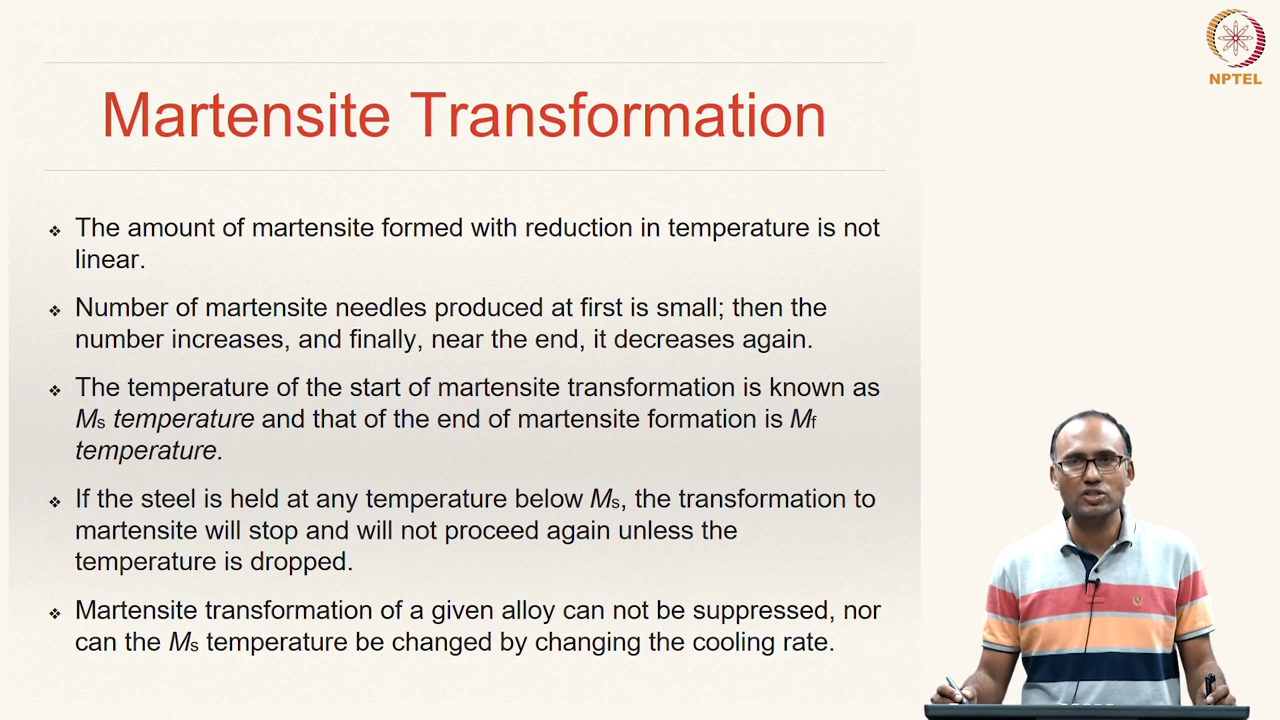 NPTEL
Martensite Transformation
❖ The amount of martensite formed with reduction in temperature is not
linear.
❖ Number of martensite needles produced at first is small; then the
number increases, and finally, near the end, it decreases again.
❖ The temperature of the start of martensite transformation is known as
Ms temperature and that of the end of martensite formation is Mf
temperature.
❖ If the steel is held at any temperature below Ms, the transformation to
martensite will stop and will not proceed again unless the
temperature is dropped.
❖ Martensite transformation of a given alloy can not be suppressed, nor
can the Ms temperature be changed by changing the cooling rate.